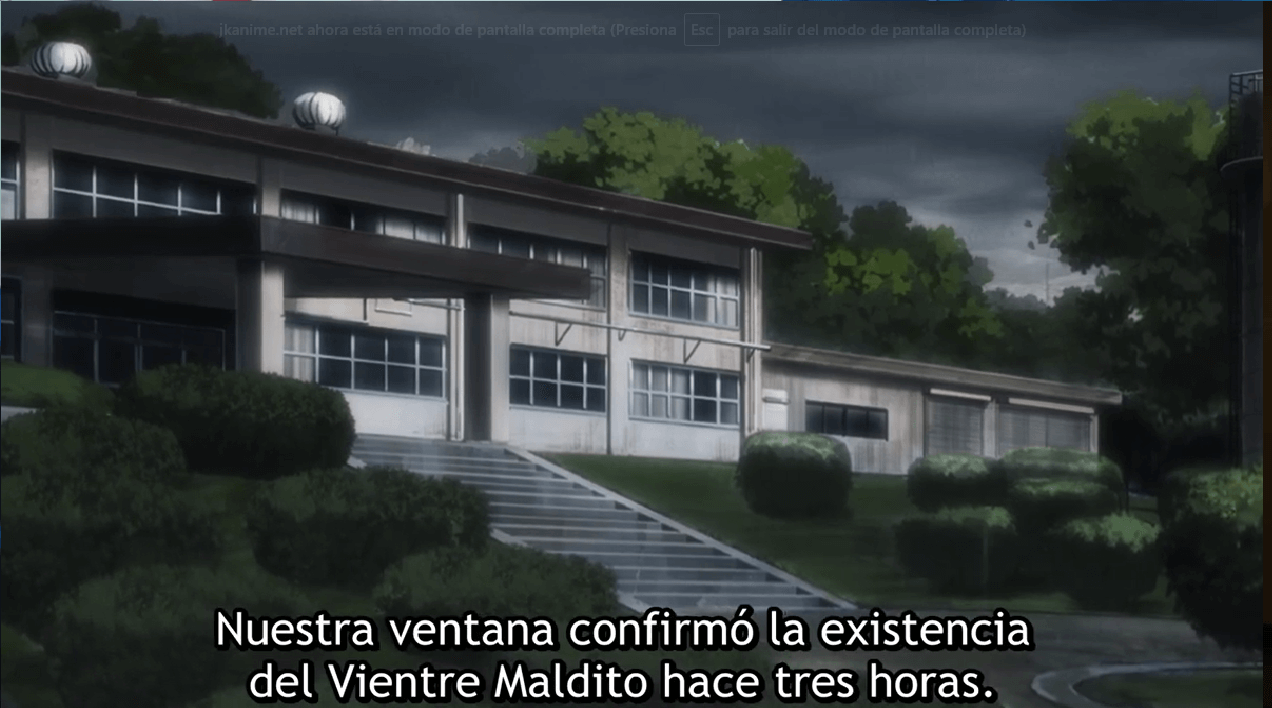 jkanime.net ahora está en modo de pantalla completa (Presiona Esc para salir del modo de pantalla completa)
Nuestra ventana confirmó la existencia
del Vientre Maldito hace tres horas.